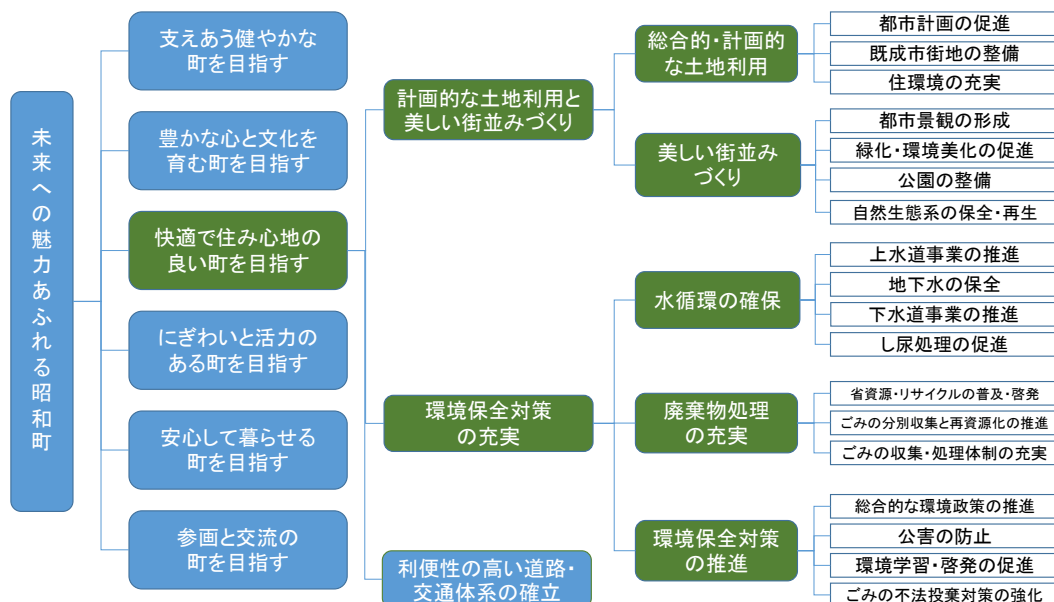 未来への魅力あふれる昭和町
支えあう健やかな
町を目指す
豊かな心と文化を
育む町を目指す
快適で住み心地の
良い町を目指す
にぎわいと活力の
ある町を目指す
安心して暮らせる
町を目指す
参画と交流の
町を目指す
計画的な土地利用と
美しい街並みづくり
環境保全対策
の充実
利便性の高い道路・
交通体系の確立
総合的・計画的
な土地利用
美しい街並み
づくり
水循環の確保
廃棄物処理
の充実
環境保全対策
の推進
都市計画の促進
既成市街地の整備
住環境の充実
都市景観の形成
緑化・環境美化の促進
公園の整備
自然生態系の保全・再生
上水道事業の推進
地下水の保全
下水道事業の推進
し尿処理の促進
省資源・リサイクルの普及・啓発
ごみの分別収集と再資源化の推進
ごみの収集・処理体制の充実
総合的な環境政策の推進
公害の防止
環境学習・啓発の促進
ごみの不法投棄対策の強化